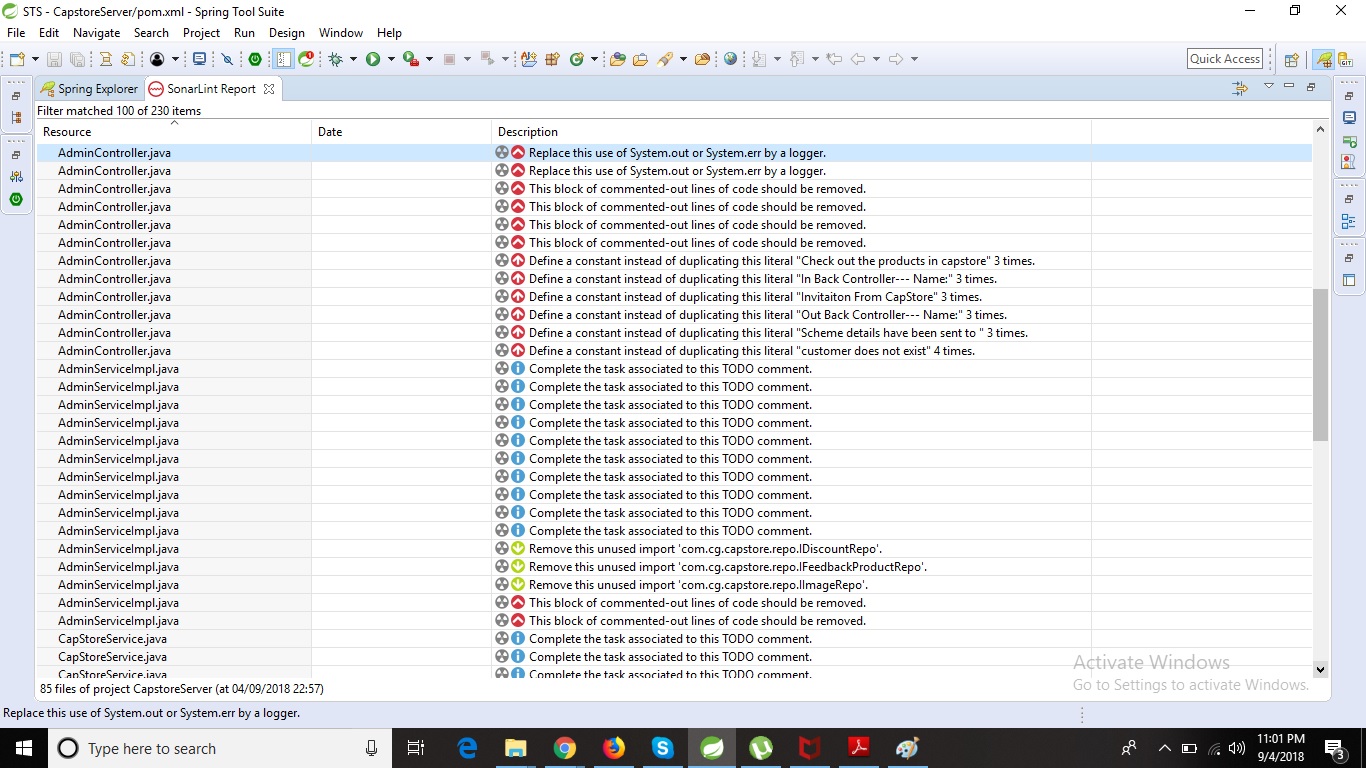 STS - CapstoreServer/pom.xml - Spring Tool Suite
File Edit Navigate Search Project Run Design Window Help
Quick Access
Spring Explorer SonarLint Report
Filter matched 100 of 230 items
Resource Date Description
AdminController.java Replace this use of System.out or System.err by a logger.
AdminController.java Replace this use of System.out or System.err by a logger.
AdminController.java This block of commented-out lines of code should be removed.
AdminController.java This block of commented-out lines of code should be removed.
AdminController.java This block of commented-out lines of code should be removed.
AdminController.java This block of commented-out lines of code should be removed.
AdminController.java Define a constant instead of duplicating this literal "Check out the products in capstore" 3 times.
AdminController.java Define a constant instead of duplicating this literal "In Back Controller--- Name:" 3 times.
AdminController.java Define a constant instead of duplicating this literal "Invitaiton From CapStore" 3 times.
AdminController.java Define a constant instead of duplicating this literal "Out Back Controller--- Name:" 3 times.
AdminController.java Define a constant instead of duplicating this literal "Scheme details have been sent to " 3 times.
AdminController.java Define a constant instead of duplicating this literal "customer does not exist" 4 times.
AdminServiceImpl.java Complete the task associated to this TODO comment.
AdminServiceImpl.java Complete the task associated to this TODO comment.
AdminServiceImpl.java Complete the task associated to this TODO comment.
AdminServiceImpl.java Complete the task associated to this TODO comment.
AdminServiceImpl.java Complete the task associated to this TODO comment.
AdminServiceImpl.java Complete the task associated to this TODO comment.
AdminServiceImpl.java Complete the task associated to this TODO comment.
AdminServiceImpl.java Complete the task associated to this TODO comment.
AdminServiceImpl.java Complete the task associated to this TODO comment.
AdminServiceImpl.java Complete the task associated to this TODO comment.
AdminServiceImpl.java Remove this unused import 'com.cg.capstore.repo.IDiscountRepo'.
AdminServiceImpl.java Remove this unused import 'com.cg.capstore.repo.IFeedbackProductRepo'.
AdminServiceImpl.java Remove this unused import 'com.cg.capstore.repo.IImageRepo'.
AdminServiceImpl.java This block of commented-out lines of code should be removed.
AdminServiceImpl.java This block of commented-out lines of code should be removed.
CapStoreService.java Complete the task associated to this TODO comment.
CapStoreService.java Complete the task associated to this TODO comment.
CapStoreService.java Complete the task associated to this TODO comment.
Activate Windows
Go to Settings to activate Windows.
85 files of project CapstoreServer (at 04/09/2018 22:57)
Replace this use of System.out or System.err by a logger.
Type here to search
11:01 PM
9/4/2018
3